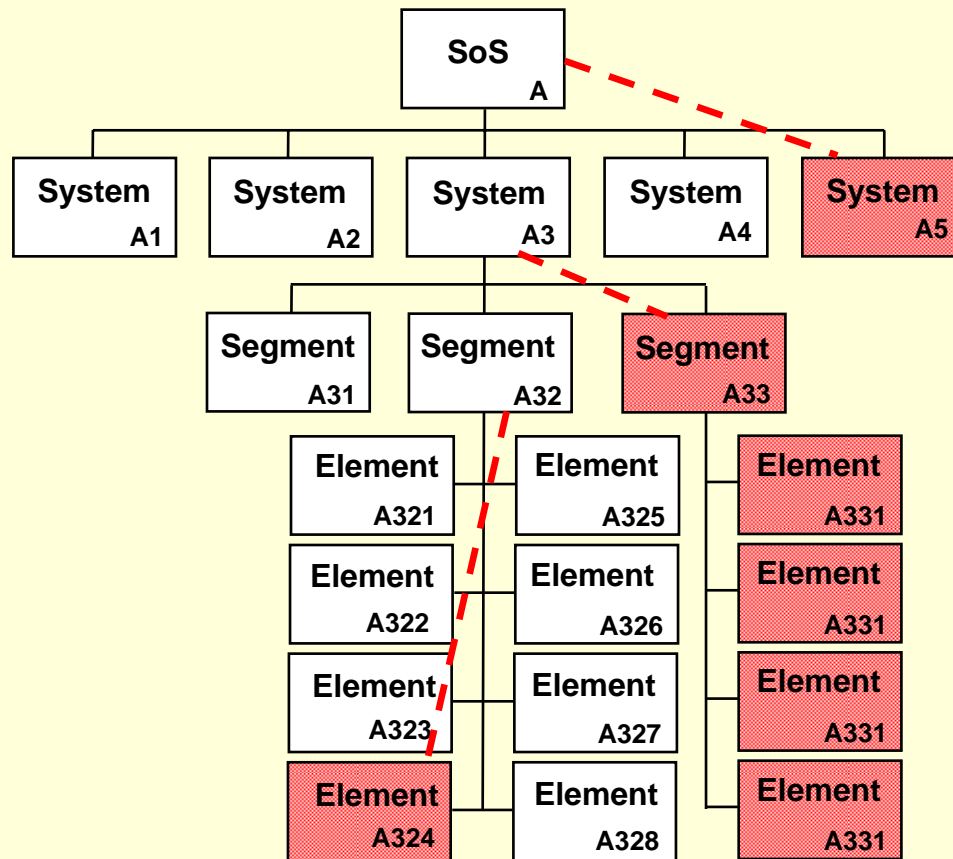 SoS
A
System
A1
System
A2
System
A3
System
A4
System
A5
Segment
A31
Segment
A32
Segment
A33
Element
A321
Element
A325
Element
A331
Element
A322
Element
A326
Element
A331
Element
A323
Element
A327
Element
A331
Element
A324
Element
A328
Element
A331